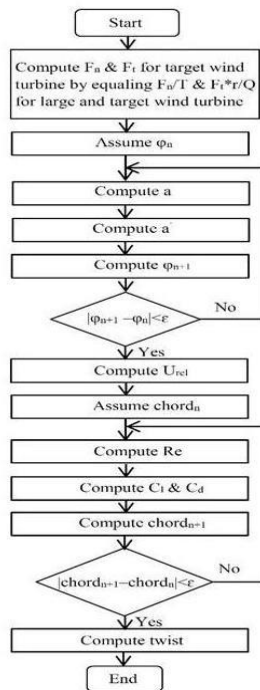 Start
Compute Fₙ & Fₜ for target wind
turbine by equaling Fₙ/T & Fₜ*r/Q
for large and target wind turbine
Assume φₙ
Compute a
Compute a'
Compute φₙ₊₁
|φₙ₊₁ –φₙ|<ε
No
Yes
Compute Uᵣₑₗ
Assume chordₙ
Compute Re
Compute Cₗ & C_d
Compute chordₙ₊₁
|chordₙ₊₁–chordₙ|<ε
No
Yes
Compute twist
End